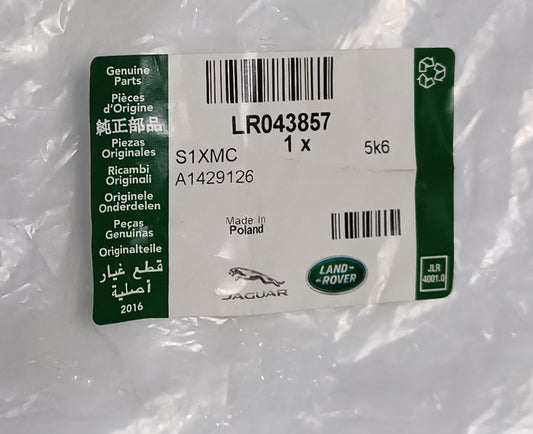 Genuine
Parts
Pièces
d'Origine
純正部品
Piezas
Originales
Ricambi
Originali
Originele
Onderdelen
Peças
Genuinas
Originalteile
قطع غيار
أصلية
2016
LR043857
1 x
5k6
S1XMC
A1429126
Made In
Poland
JAGUAR
LAND-
ROVER
JLR
4001.0